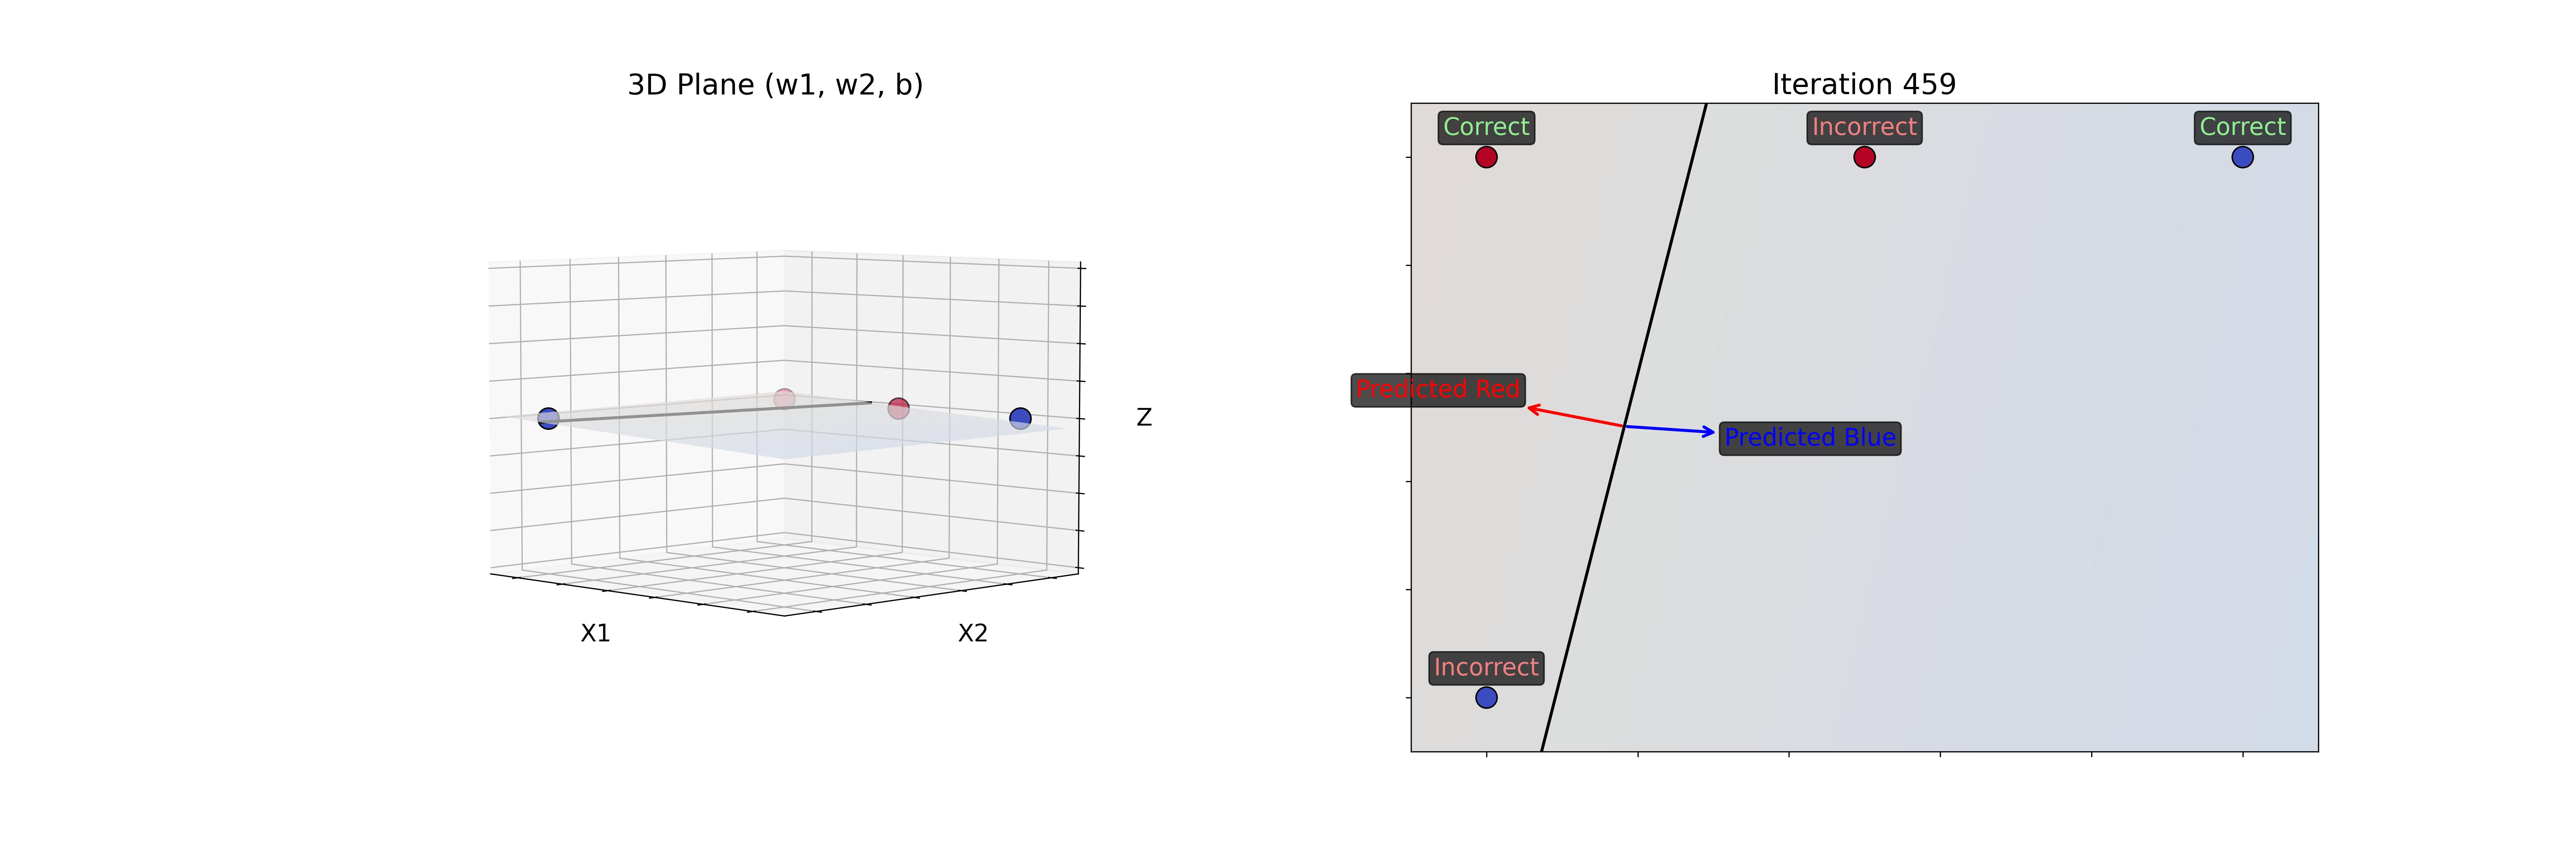 3D Plane (w1, w2, b)
Z
X1
X2
Iteration 459
Correct
Incorrect
Correct
Predicted Red
Predicted Blue
Incorrect